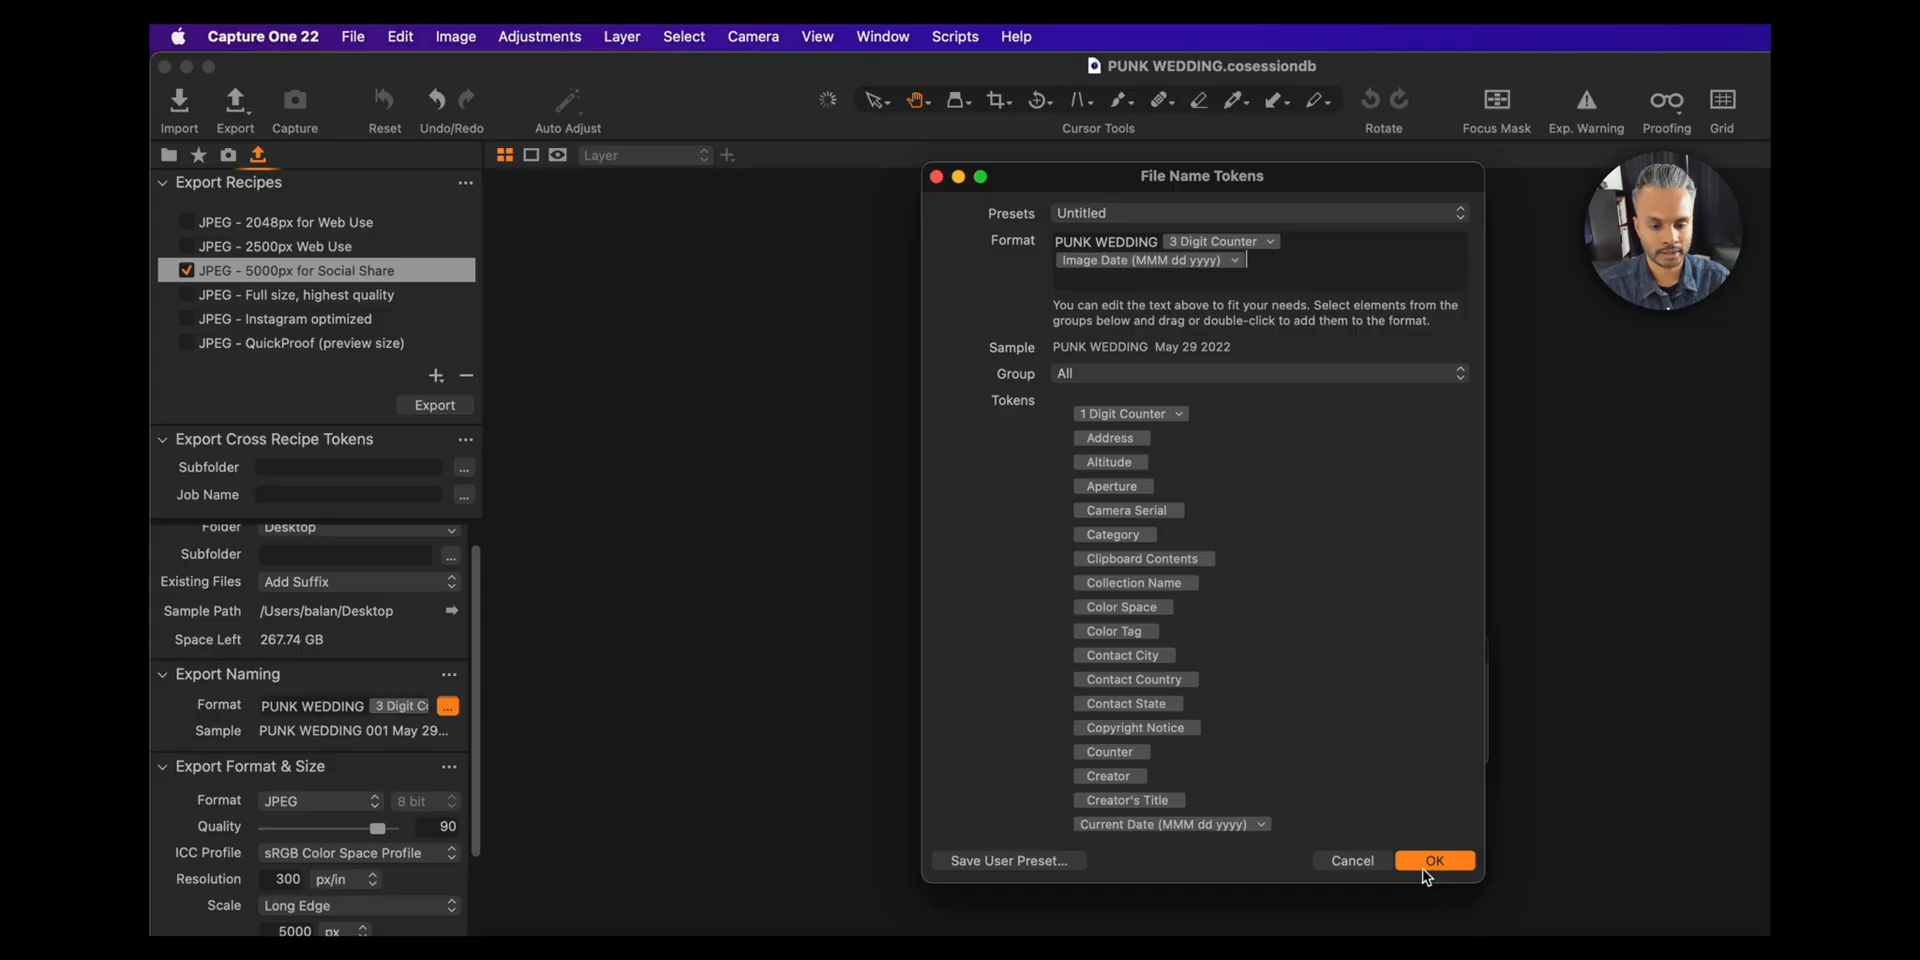 Capture One 22 File Edit Image Adjustments Layer Select Camera View Window Scripts Help
PUNK WEDDING.cosessiondb
Import Export Capture Reset Undo/Redo Auto Adjust Cursor Tools Rotate Focus Mask Exp. Warning Proofing Grid
Layer
Export Recipes
JPEG - 2048px for Web Use
JPEG - 2500px Web Use
JPEG - 5000px for Social Share
JPEG - Full size, highest quality
JPEG - Instagram optimized
JPEG - QuickProof (preview size)
Export
Export Cross Recipe Tokens
Subfolder ...
Job Name ...
Folder Desktop
Subfolder ...
Existing Files Add Suffix
Sample Path /Users/balan/Desktop
Space Left 267.74 GB
Export Naming
Format PUNK WEDDING 3 Digit Co ...
Sample PUNK WEDDING 001 May 29...
Export Format & Size
Format JPEG 8 bit
Quality 90
ICC Profile sRGB Color Space Profile
Resolution 300 px/in
Scale Long Edge
5000 px
File Name Tokens
Presets Untitled
Format PUNK WEDDING 3 Digit Counter
Image Date (MMM dd yyyy)
You can edit the text above to fit your needs. Select elements from the
groups below and drag or double-click to add them to the format.
Sample PUNK WEDDING May 29 2022
Group All
Tokens
1 Digit Counter
Address
Altitude
Aperture
Camera Serial
Category
Clipboard Contents
Collection Name
Color Space
Color Tag
Contact City
Contact Country
Contact State
Copyright Notice
Counter
Creator
Creator's Title
Current Date (MMM dd yyyy)
Save User Preset... Cancel OK